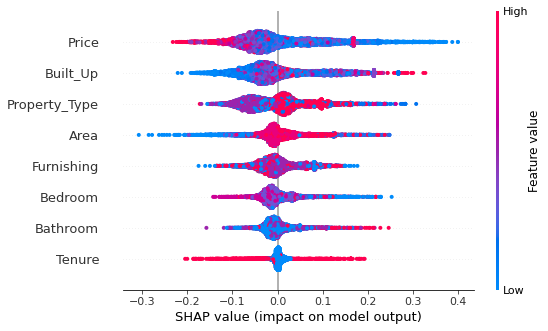 High
Price
Built_Up
Property_Type
Area
Furnishing
Bedroom
Bathroom
Tenure
Feature value
Low
−0.3 −0.2 −0.1 0.0 0.1 0.2 0.3 0.4
SHAP value (impact on model output)